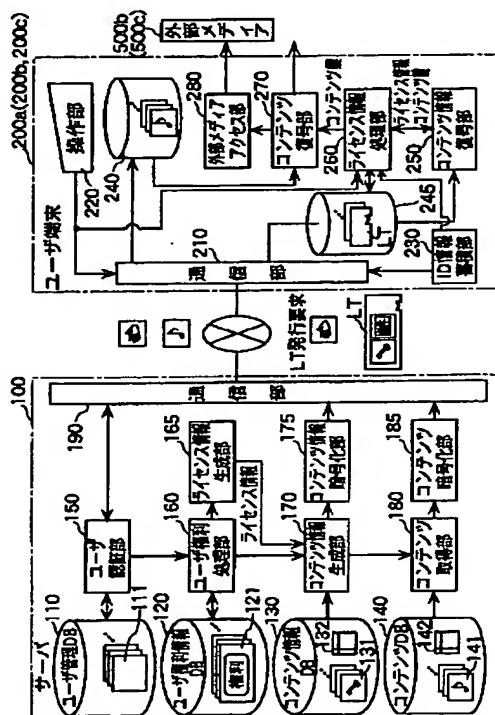 500b
(500c)
外部メディア
200a(200b, 200c)
ユーザ端末
操作部
220
240
280
外部メディア
アクセス部
270
コンテンツ
復号部
コンテンツ鍵
260
ライセンス情報
処理部
ライセンス情報
コンテンツ鍵
250
コンテンツ情報
復号部
245
230
ID情報
蓄積部
210
通信部
LT発行要求
LT
100
190
通信部
サーバ
110
ユーザ管理DB
111
150
ユーザ
認証部
120
ユーザ権利情報
DB
権利
121
160
ユーザ権利
処理部
165
ライセンス情報
生成部
ライセンス情報
130
コンテンツ情報
DB
132
131
170
コンテンツ情報
生成部
175
コンテンツ情報
暗号化部
140
コンテンツDB
142
141
180
コンテンツ
取得部
185
コンテンツ
暗号化部